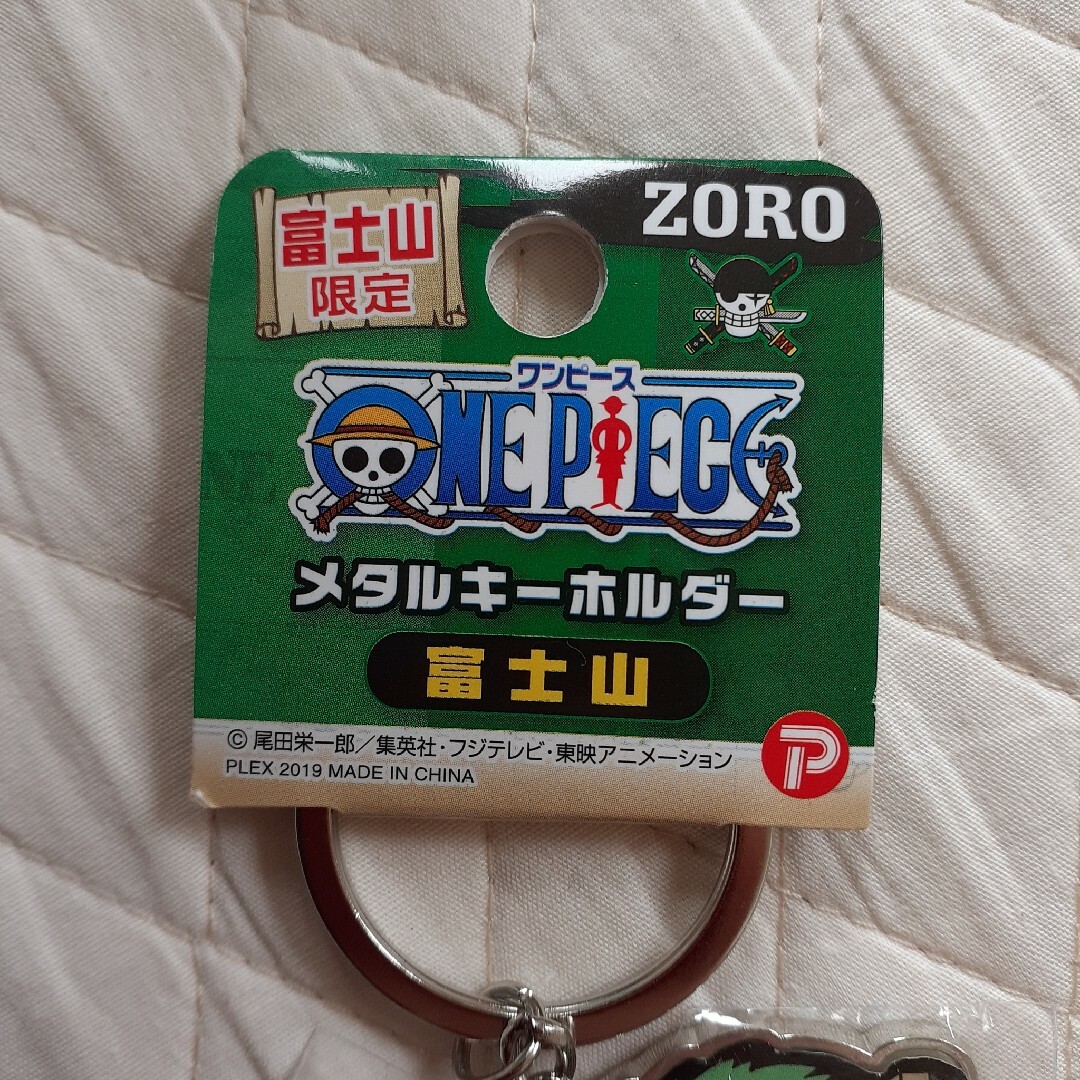 富士山
限定
ZORO
ワンピース
ONE PIECE
メタルキーホルダー
富士山
© 尾田栄一郎／集英社・フジテレビ・東映アニメーション
PLEX 2019 MADE IN CHINA
P